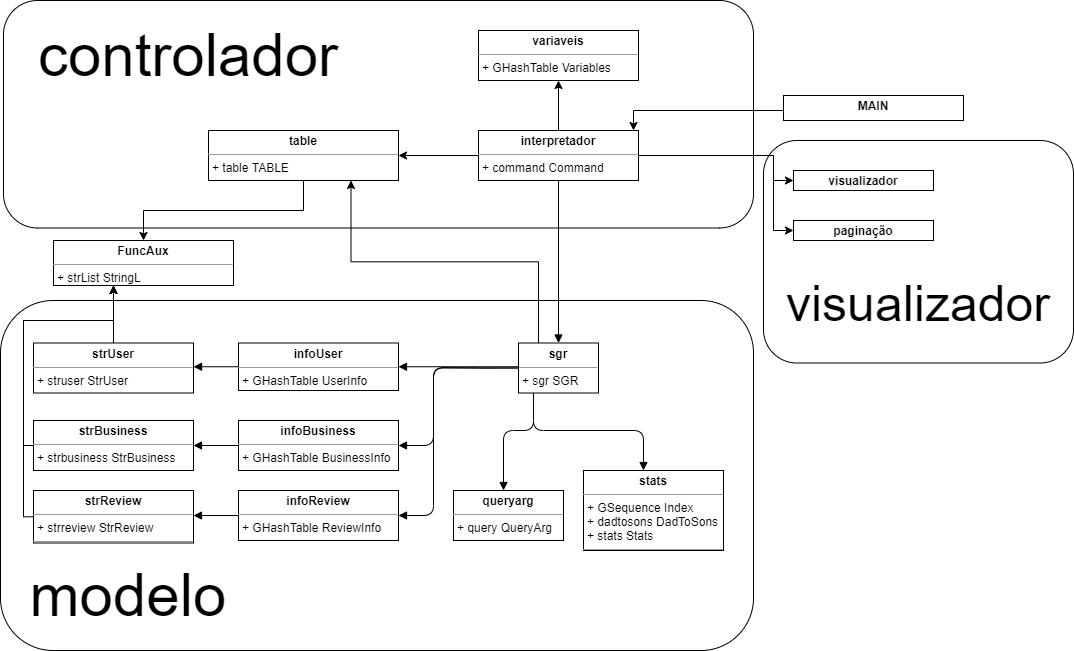 controlador
variaveis
+ GHashTable Variables
MAIN
table
+ table TABLE
interpretador
+ command Command
visualizador
paginação
visualizador
FuncAux
+ strList StringL
strUser
+ struser StrUser
infoUser
+ GHashTable UserInfo
sgr
+ sgr SGR
strBusiness
+ strbusiness StrBusiness
infoBusiness
+ GHashTable BusinessInfo
strReview
+ strreview StrReview
infoReview
+ GHashTable ReviewInfo
queryarg
+ query QueryArg
stats
+ GSequence Index
+ dadtosons DadToSons
+ stats Stats
modelo